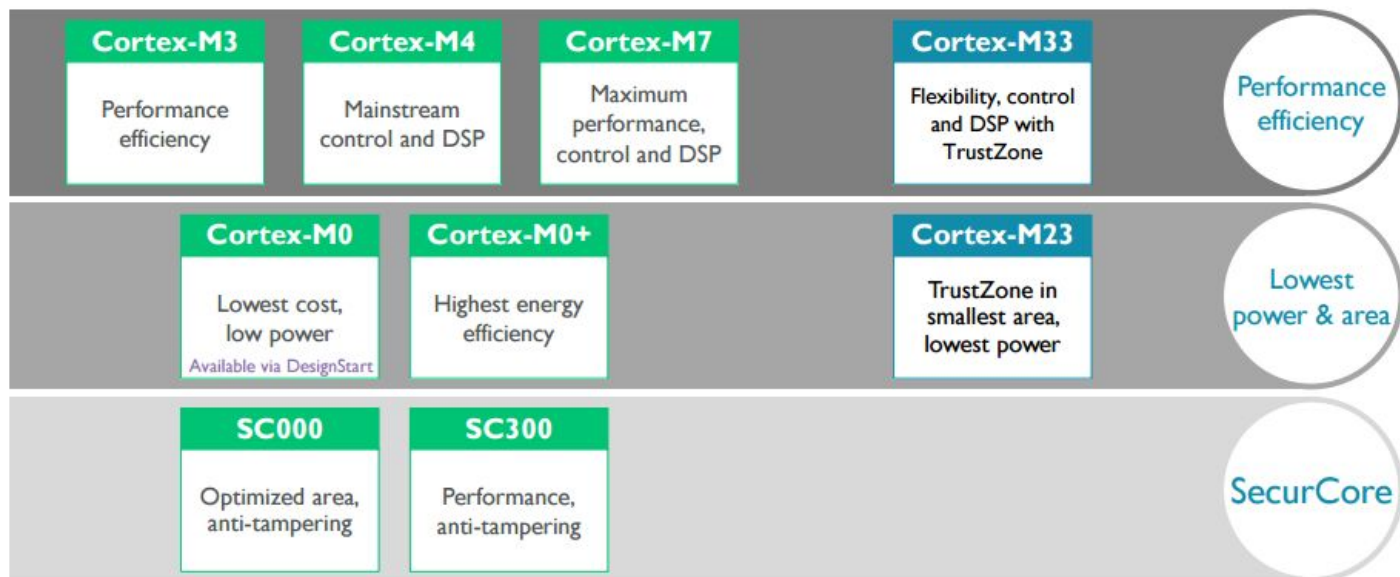 Cortex-M3
Performance
efficiency
Cortex-M4
Mainstream
control and DSP
Cortex-M7
Maximum
performance,
control and DSP
Cortex-M33
Flexibility, control
and DSP with
TrustZone
Performance
efficiency
Cortex-M0
Lowest cost,
low power
Available via DesignStart
Cortex-M0+
Highest energy
efficiency
Cortex-M23
TrustZone in
smallest area,
lowest power
Lowest
power & area
SC000
Optimized area,
anti-tampering
SC300
Performance,
anti-tampering
SecurCore